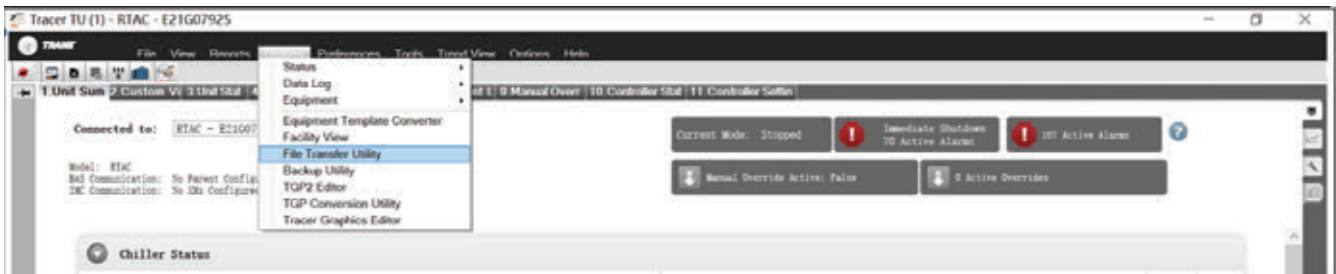 Tracer TU (1) - RTAC - E21G07925
TRANE
File View Reports Preferences Tools Trend View Options Help
Status
Data Log
Equipment
Equipment Template Converter
Facility View
File Transfer Utility
Backup Utility
TGP2 Editor
TGP Conversion Utility
Tracer Graphics Editor
1.Unit Sum 2.Custom Vi 3.Unit Stat 9.Manual Overr 10.Controller Stat 11.Controller Settin
Connected to: RTAC - E21G07
Model: RTAC
BAS Communication: No Parent Config
IMC Communication: No IMs Configured
Current Mode: Stopped
Immediate Shutdown
70 Active Alarms
107 Active Alarms
Manual Override Active: False
0 Active Overrides
Chiller Status